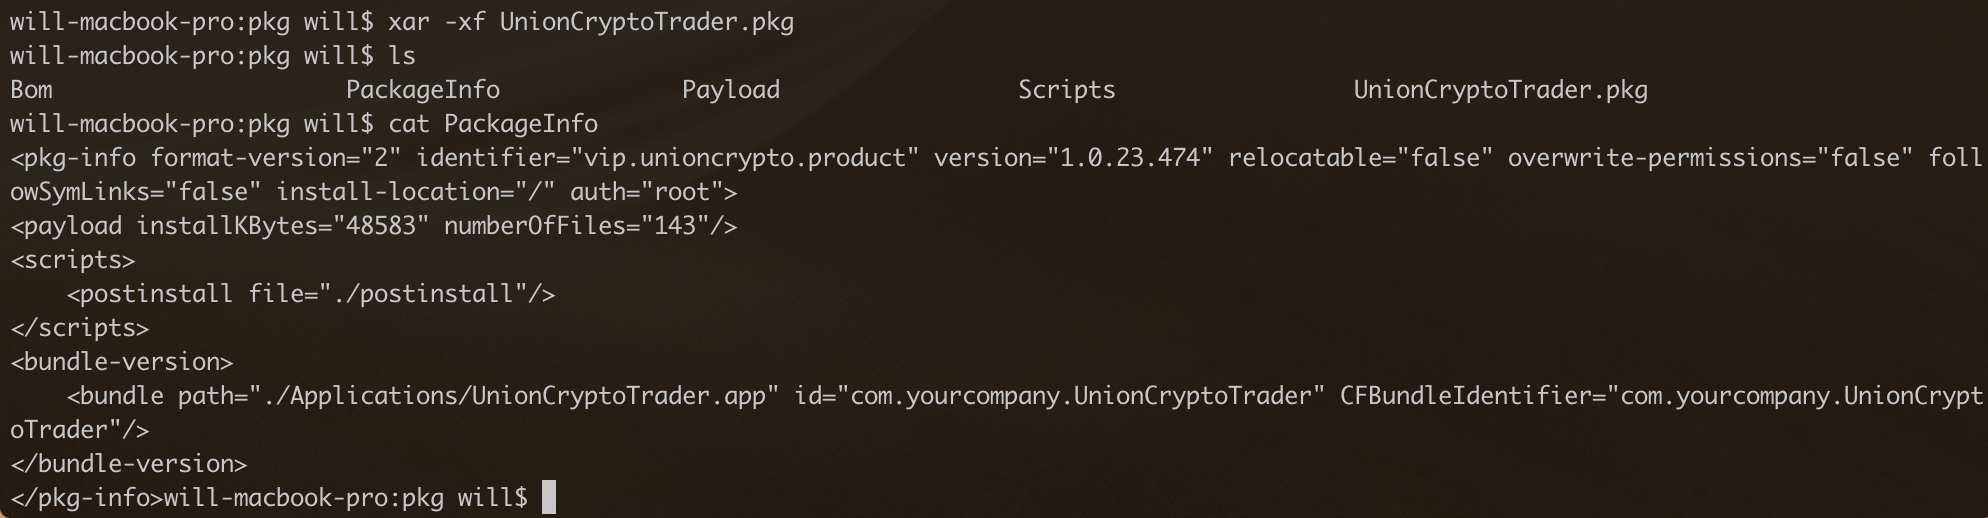 will-macbook-pro:pkg will$ xar -xf UnionCryptoTrader.pkg
will-macbook-pro:pkg will$ ls
Bom                     PackageInfo             Payload                 Scripts                 UnionCryptoTrader.pkg
will-macbook-pro:pkg will$ cat PackageInfo
<pkg-info format-version="2" identifier="vip.unioncrypto.product" version="1.0.23.474" relocatable="false" overwrite-permissions="false" foll
owSymLinks="false" install-location="/" auth="root">
<payload installKBytes="48583" numberOfFiles="143"/>
<scripts>
    <postinstall file="./postinstall"/>
</scripts>
<bundle-version>
    <bundle path="./Applications/UnionCryptoTrader.app" id="com.yourcompany.UnionCryptoTrader" CFBundleIdentifier="com.yourcompany.UnionCrypt
oTrader"/>
</bundle-version>
</pkg-info>will-macbook-pro:pkg will$